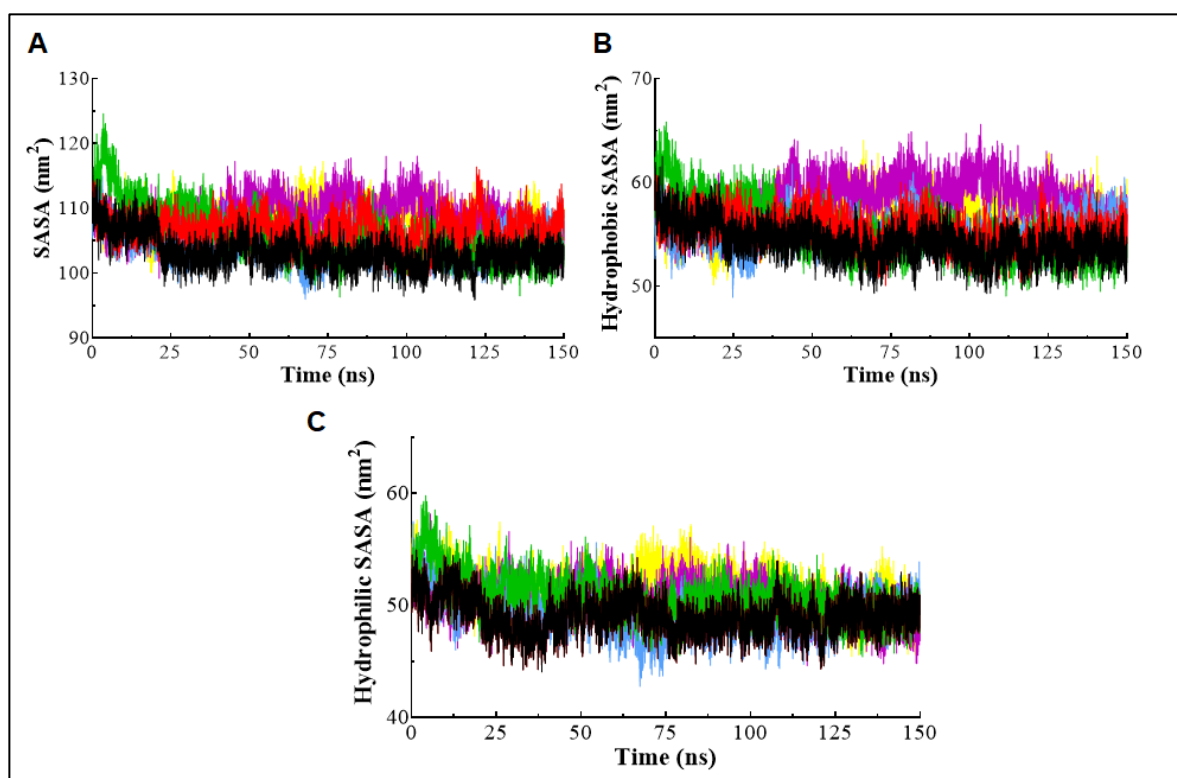 A
SASA (nm²)
130
120
110
100
90
0 25 50 75 100 125 150
Time (ns)
B
Hydrophobic SASA (nm²)
70
60
50
0 25 50 75 100 125 150
Time (ns)
C
Hydrophilic SASA (nm²)
60
50
40
0 25 50 75 100 125 150
Time (ns)